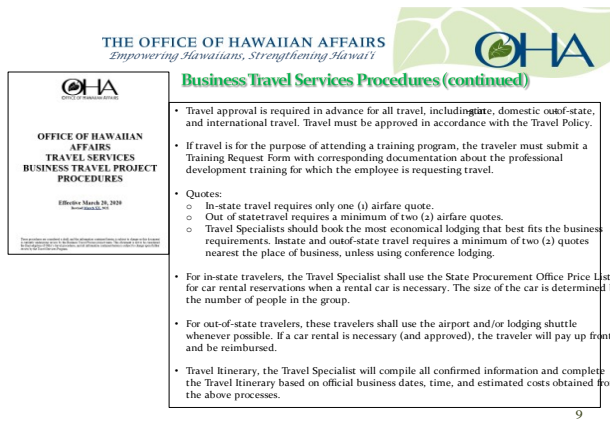 THE OFFICE OF HAWAIIAN AFFAIRS
Empowering Hawaiians, Strengthening Hawai'i
OHA
Business Travel Services Procedures (continued)
OHA
OFFICE OF HAWAIIAN AFFAIRS
OFFICE OF HAWAIIAN
AFFAIRS
TRAVEL SERVICES
BUSINESS TRAVEL PROJECT
PROCEDURES
Effective March 20, 2020
• Travel approval is required in advance for all travel, including state, domestic out-of-state,
and international travel. Travel must be approved in accordance with the Travel Policy.
• If travel is for the purpose of attending a training program, the traveler must submit a
Training Request Form with corresponding documentation about the professional
development training for which the employee is requesting travel.
• Quotes:
o In-state travel requires only one (1) airfare quote.
o Out of statetravel requires a minimum of two (2) airfare quotes.
o Travel Specialists should book the most economical lodging that best fits the business
requirements. Instate and outof-state travel requires a minimum of two (2) quotes
nearest the place of business, unless using conference lodging.
• For in-state travelers, the Travel Specialist shall use the State Procurement Office Price List
for car rental reservations when a rental car is necessary. The size of the car is determined
the number of people in the group.
• For out-of-state travelers, these travelers shall use the airport and/or lodging shuttle
whenever possible. If a car rental is necessary (and approved), the traveler will pay up front
and be reimbursed.
• Travel Itinerary, the Travel Specialist will compile all confirmed information and complete
the Travel Itinerary based on official business dates, time, and estimated costs obtained
the above processes.
9